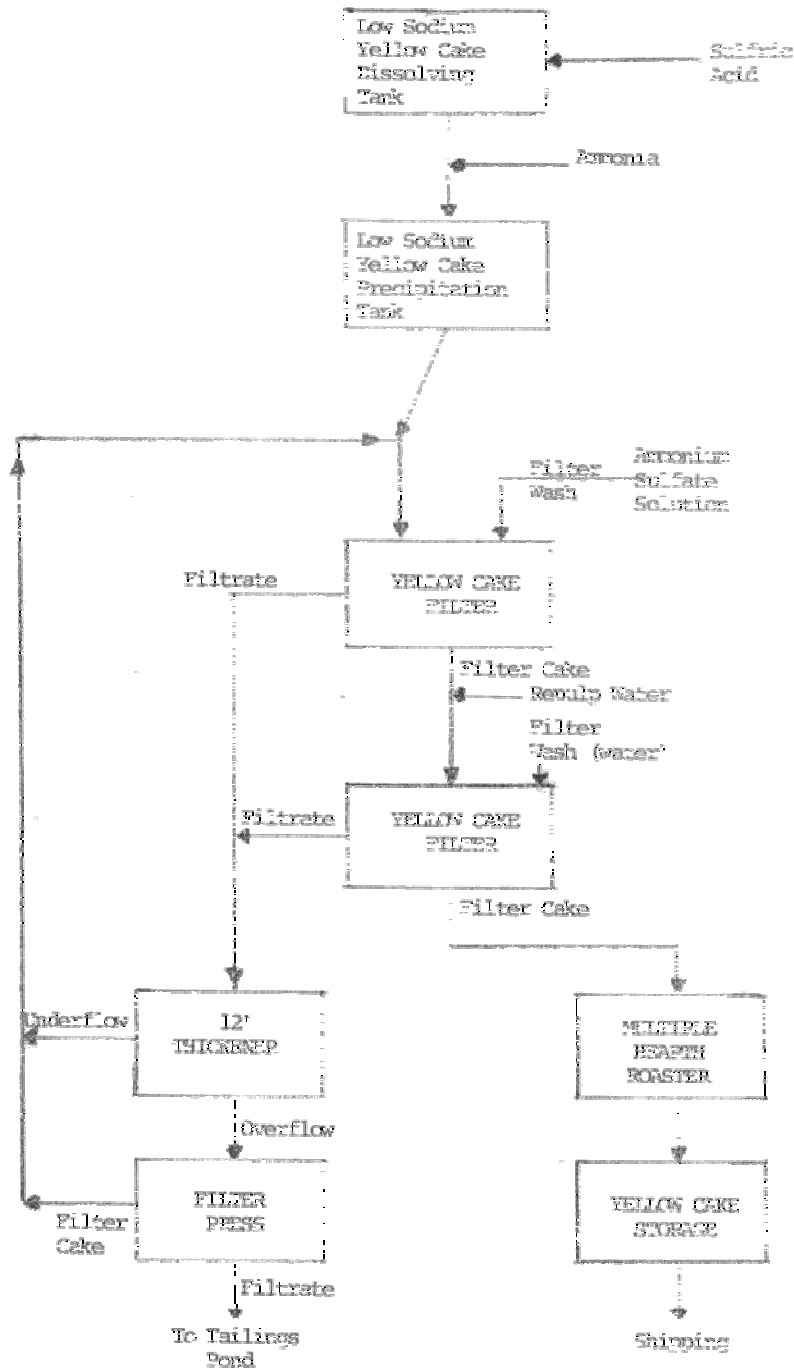 Low Sodium
Yellow Cake
Dissolving
Tank
Sulfuric
Acid
Ammonia
Low Sodium
Yellow Cake
Precipitation
Tank
Filter
Wash
Ammonium
Sulfate
Solution
Filtrate
YELLOW CAKE
FILTER
Filter Cake
Repulp Water
Filter
Wash (water)
Filtrate
YELLOW CAKE
FILTER
Filter Cake
Underflow
12'
THICKENER
MULTIPLE
HEARTH
ROASTER
Overflow
Filter
Cake
FILTER
PRESS
YELLOW CAKE
STORAGE
Filtrate
To Tailings
Pond
Shipping